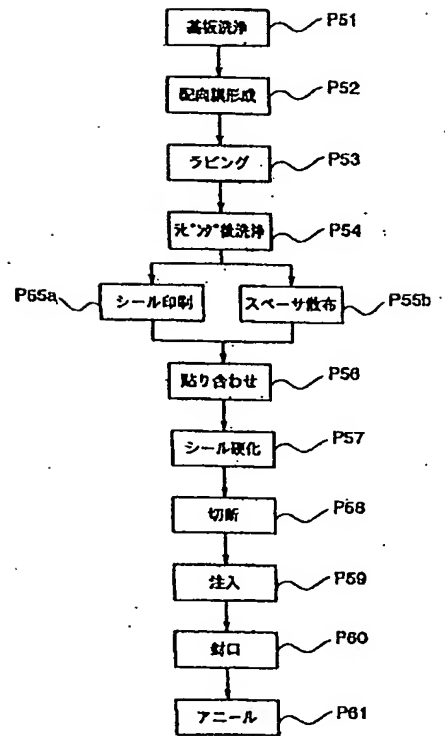 基板洗浄 P51
配向膜形成 P52
ラビング P53
ﾗﾋﾞﾝｸﾞ後洗浄 P54
P55a シール印刷 スペーサ散布 P55b
貼り合わせ P56
シール硬化 P57
切断 P58
注入 P59
封口 P60
アニール P61